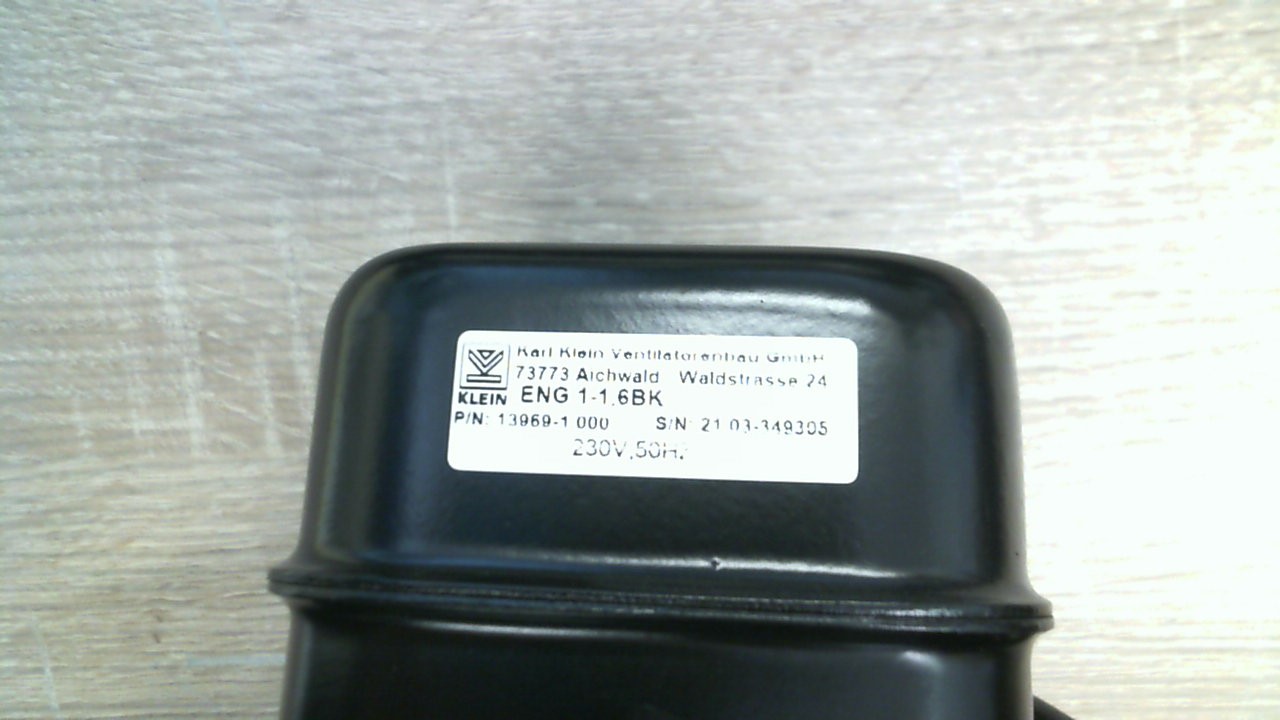 Karl Klein Ventilatorenbau GmbH
73773 Aichwald Waldstrasse 24
KLEIN ENG 1-1.6BK
P/N: 13969-1 000 S/N: 21 03-349305
230V,50Hz